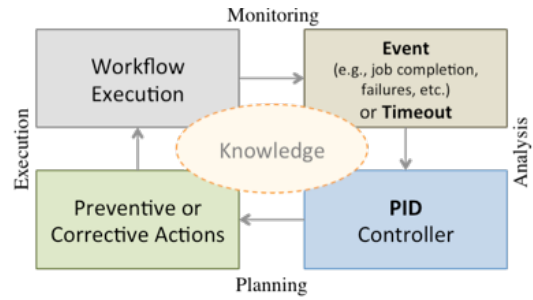 Monitoring
Workflow
Execution
Event
(e.g., job completion,
failures, etc.)
or Timeout
Execution
Knowledge
Analysis
Preventive or
Corrective Actions
PID
Controller
Planning